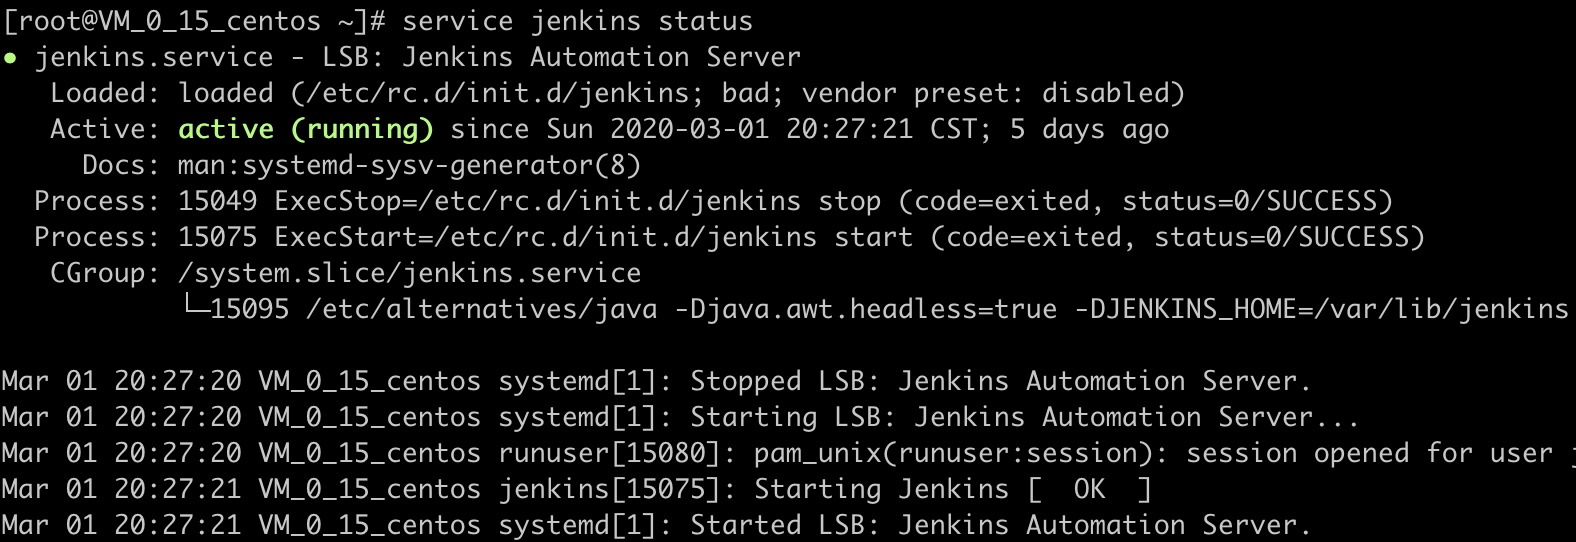 [root@VM_0_15_centos ~]# service jenkins status
● jenkins.service - LSB: Jenkins Automation Server
   Loaded: loaded (/etc/rc.d/init.d/jenkins; bad; vendor preset: disabled)
   Active: active (running) since Sun 2020-03-01 20:27:21 CST; 5 days ago
     Docs: man:systemd-sysv-generator(8)
  Process: 15049 ExecStop=/etc/rc.d/init.d/jenkins stop (code=exited, status=0/SUCCESS)
  Process: 15075 ExecStart=/etc/rc.d/init.d/jenkins start (code=exited, status=0/SUCCESS)
   CGroup: /system.slice/jenkins.service
           └─15095 /etc/alternatives/java -Djava.awt.headless=true -DJENKINS_HOME=/var/lib/jenkins
Mar 01 20:27:20 VM_0_15_centos systemd[1]: Stopped LSB: Jenkins Automation Server.
Mar 01 20:27:20 VM_0_15_centos systemd[1]: Starting LSB: Jenkins Automation Server...
Mar 01 20:27:20 VM_0_15_centos runuser[15080]: pam_unix(runuser:session): session opened for user j
Mar 01 20:27:21 VM_0_15_centos jenkins[15075]: Starting Jenkins [  OK  ]
Mar 01 20:27:21 VM_0_15_centos systemd[1]: Started LSB: Jenkins Automation Server.